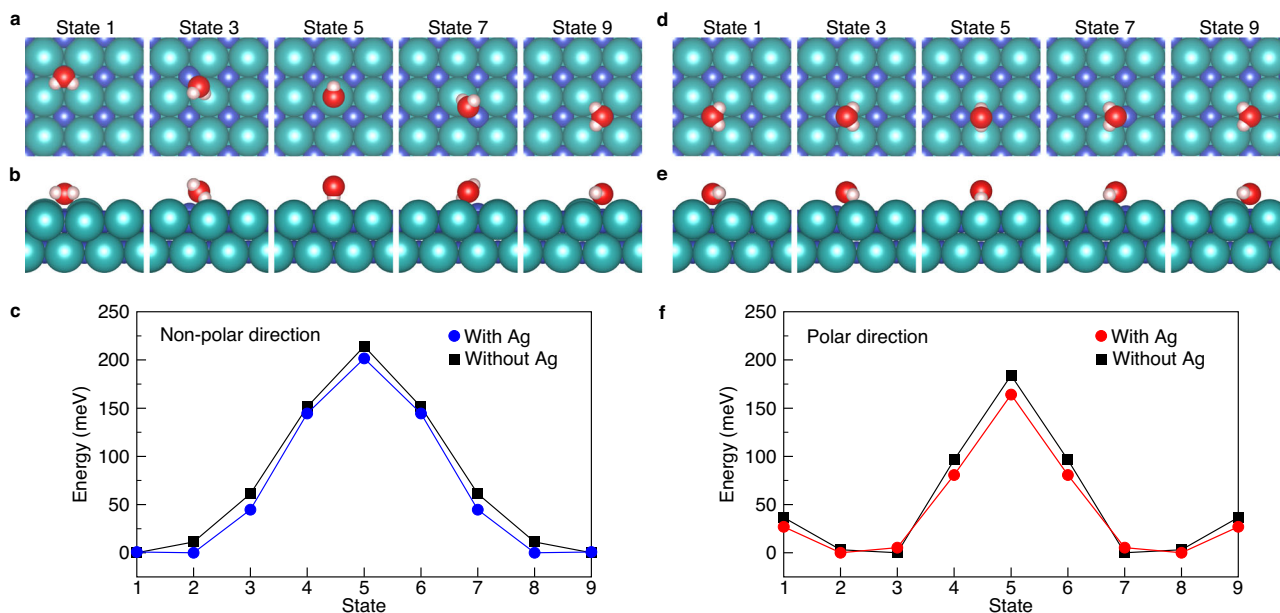 a
State 1 State 3 State 5 State 7 State 9
b
c
Non-polar direction
With Ag
Without Ag
Energy (meV)
250
200
150
100
50
0
1 2 3 4 5 6 7 8 9
State
d
State 1 State 3 State 5 State 7 State 9
e
f
Polar direction
With Ag
Without Ag
Energy (meV)
250
200
150
100
50
0
1 2 3 4 5 6 7 8 9
State